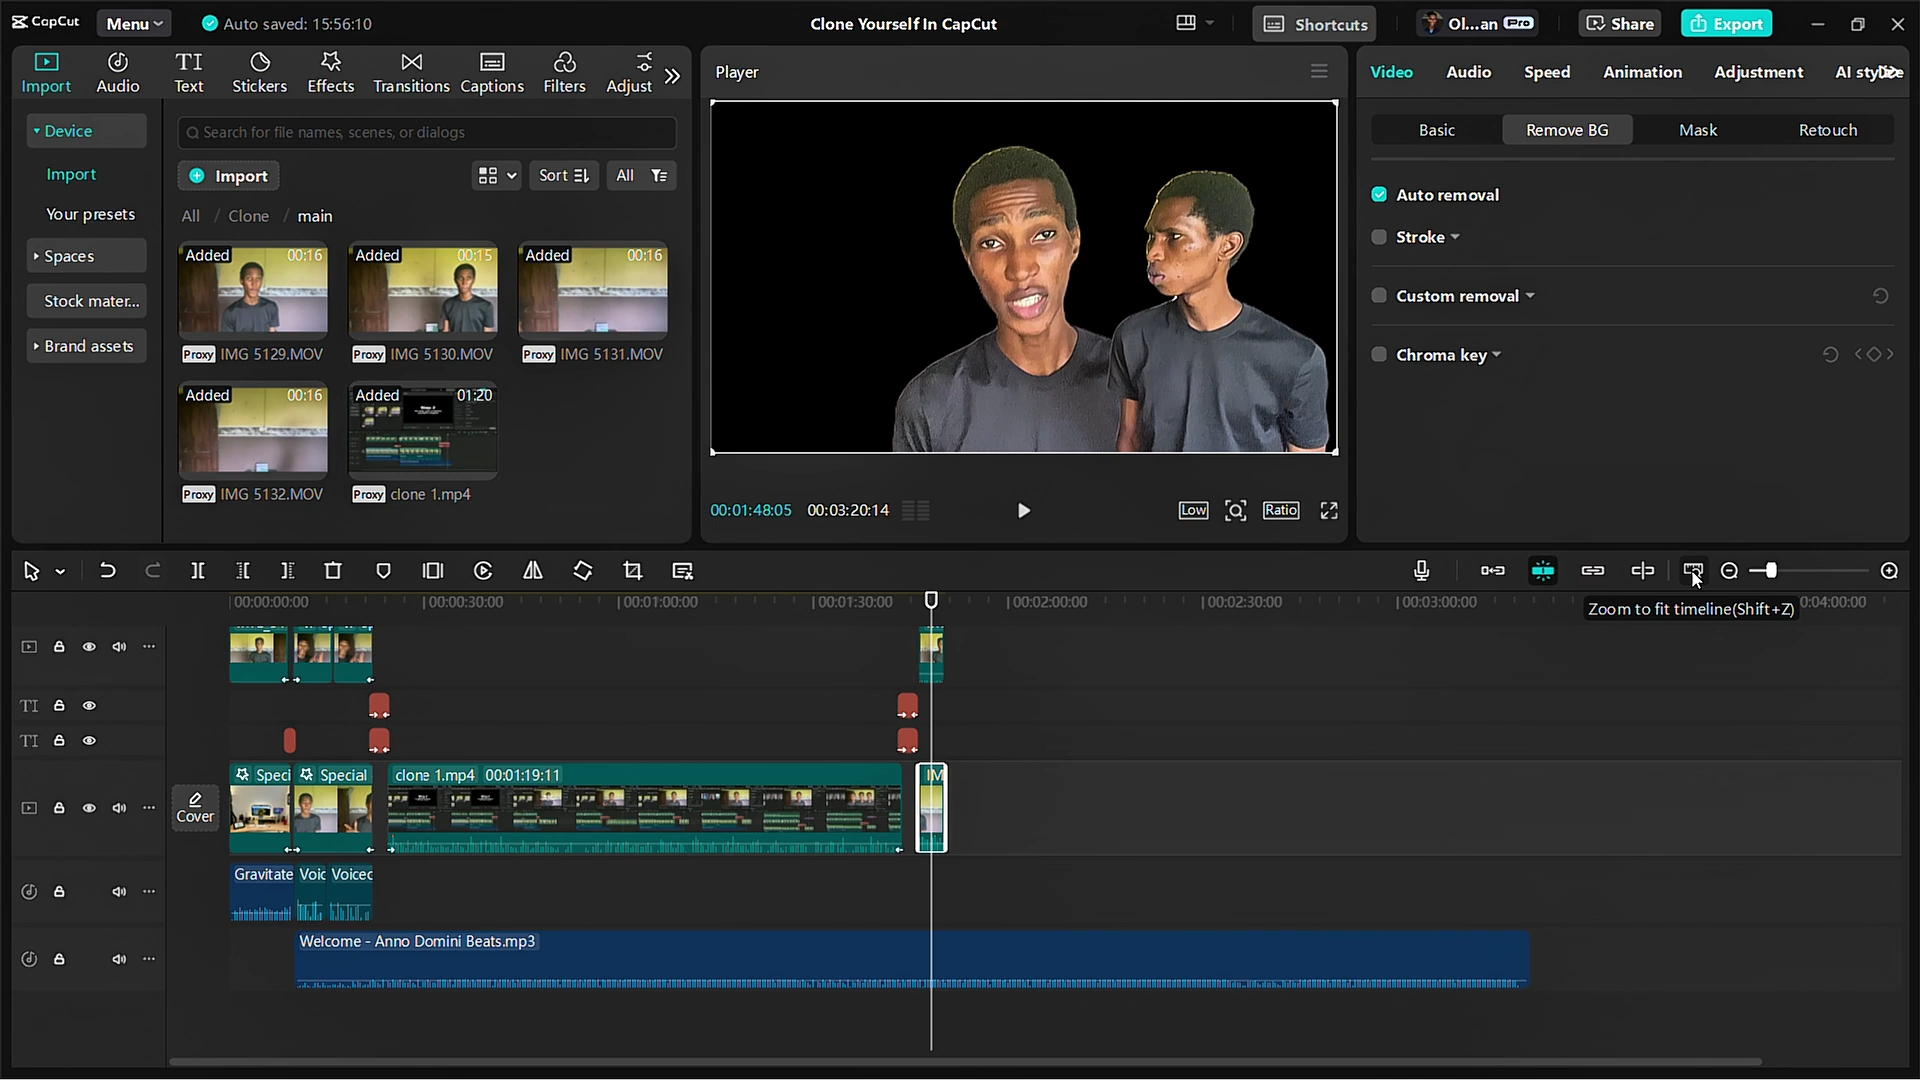 CapCut
Menu
Auto saved: 15:56:10
Clone Yourself In CapCut
Shortcuts
Ol...an Pro
Share
Export
Import
Audio
Text
Stickers
Effects
Transitions
Captions
Filters
Adjust
Device
Import
Your presets
Spaces
Stock mater...
Brand assets
Search for file names, scenes, or dialogs
Import
Sort
All
All / Clone / main
Added 00:16
Added 00:15
Added 00:16
Proxy IMG 5129.MOV
Proxy IMG 5130.MOV
Proxy IMG 5131.MOV
Added 00:16
Added 01:20
Proxy IMG 5132.MOV
Proxy clone 1.mp4
Player
00:01:48:05
00:03:20:14
Low
Ratio
Video
Audio
Speed
Animation
Adjustment
Basic
Remove BG
Mask
Retouch
Auto removal
Stroke
Custom removal
Chroma key
Zoom to fit timeline(Shift+Z)
00:00:00:00
00:00:30:00
00:01:00:00
00:01:30:00
00:02:00:00
00:02:30:00
00:03:00:00
0:04:00:00
TI
TI
Cover
Speci
Special
clone 1.mp4 00:01:19:11
IM
Gravitate
Voic
Voicec
Welcome - Anno Domini Beats.mp3